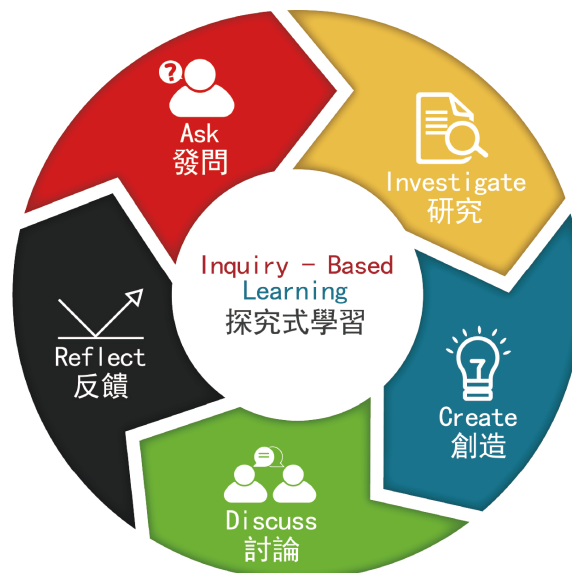 Ask
發問
Investigate
研究
Create
創造
Discuss
討論
Reflect
反饋
Inquiry - Based
Learning
探究式學習
?